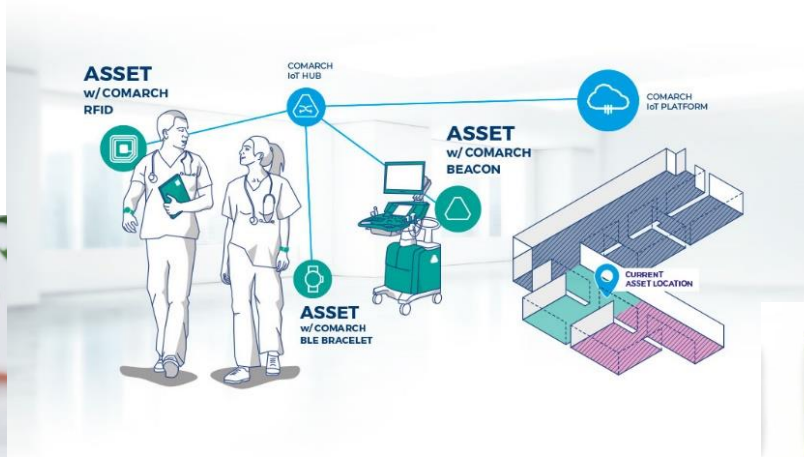 ASSET
w/ COMARCH
RFID
COMARCH
IoT HUB
COMARCH
IoT PLATFORM
ASSET
w/ COMARCH
BEACON
CURRENT
ASSET LOCATION
ASSET
w/ COMARCH
BLE BRACELET